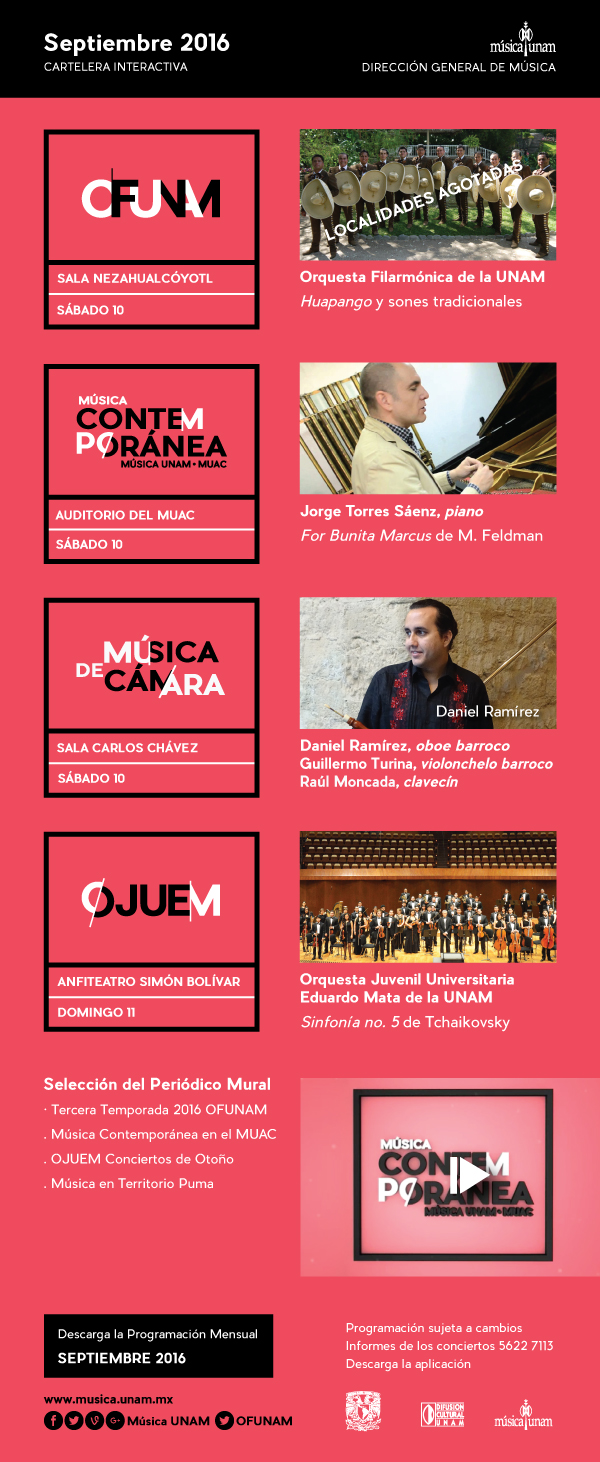 Septiembre 2016
CARTELERA INTERACTIVA
música unam
DIRECCIÓN GENERAL DE MÚSICA
OFUNAM
SALA NEZAHUALCÓYOTL
SÁBADO 10
LOCALIDADES AGOTADAS
Orquesta Filarmónica de la UNAM
Huapango y sones tradicionales
MÚSICA
CONTEM
PORÁNEA
MÚSICA UNAM • MUAC
AUDITORIO DEL MUAC
SÁBADO 10
Jorge Torres Sáenz, piano
For Bunita Marcus de M. Feldman
MÚSICA
DE
CÁMARA
SALA CARLOS CHÁVEZ
SÁBADO 10
Daniel Ramírez
Daniel Ramírez, oboe barroco
Guillermo Turina, violonchelo barroco
Raúl Moncada, clavecín
OJUEM
ANFITEATRO SIMÓN BOLÍVAR
DOMINGO 11
Orquesta Juvenil Universitaria
Eduardo Mata de la UNAM
Sinfonía no. 5 de Tchaikovsky
Selección del Periódico Mural
· Tercera Temporada 2016 OFUNAM
. Música Contemporánea en el MUAC
. OJUEM Conciertos de Otoño
. Música en Territorio Puma
MÚSICA
CONTEM
PORÁNEA
MÚSICA UNAM • MUAC
Descarga la Programación Mensual
SEPTIEMBRE 2016
Programación sujeta a cambios
Informes de los conciertos 5622 7113
Descarga la aplicación
www.musica.unam.mx
Música UNAM OFUNAM
DIFUSIÓN
CULTURAL
UNAM
música unam